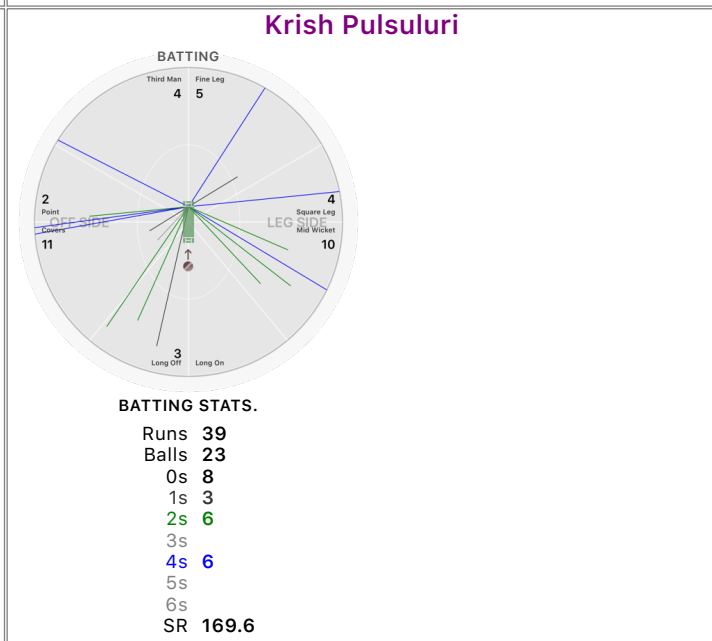 Krish Pulsuluri
BATTING
Third Man Fine Leg
4 5
2 4
Point Square Leg
OFF SIDE LEG SIDE
Covers Mid Wicket
11 10
3
Long Off Long On
BATTING STATS.
Runs 39
Balls 23
0s 8
1s 3
2s 6
3s
4s 6
5s
6s
SR 169.6